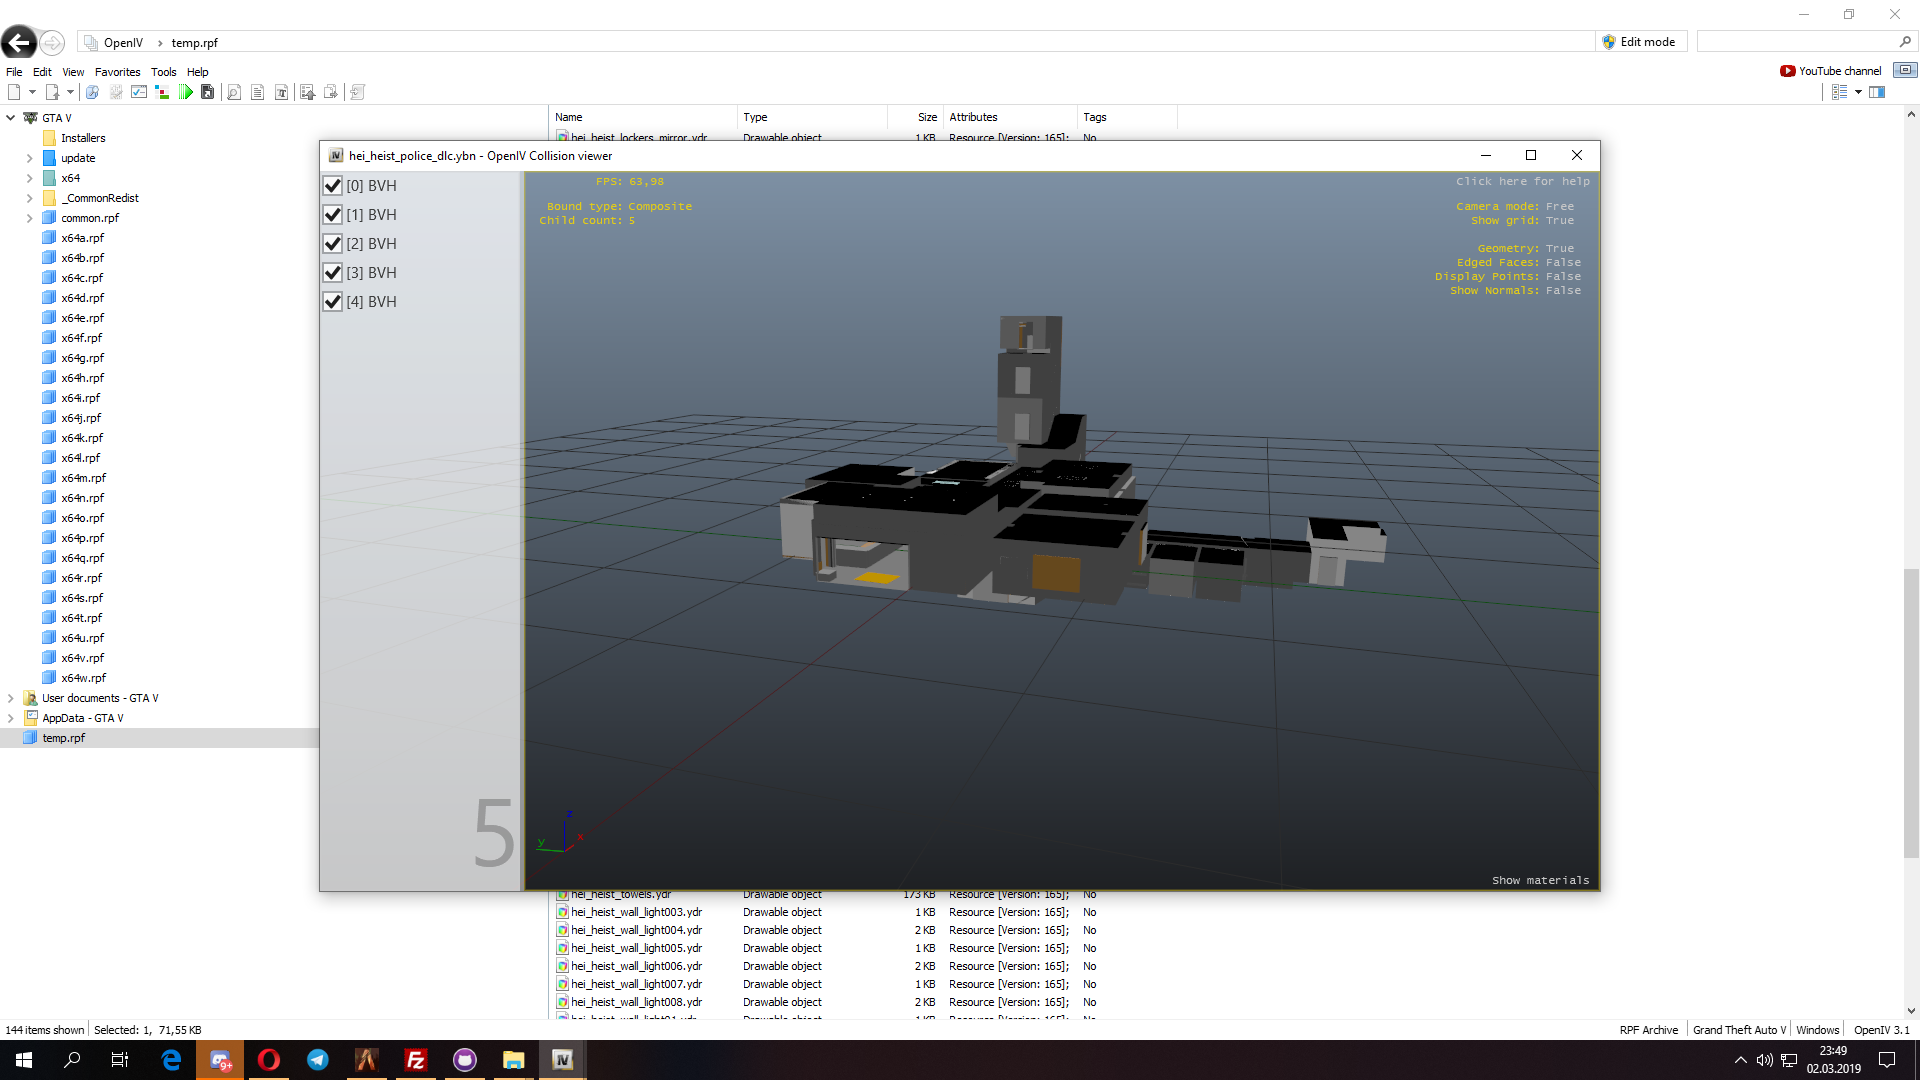 OpenIV › temp.rpf
Edit mode
File Edit View Favorites Tools Help
YouTube channel
GTA V
Installers
update
x64
_CommonRedist
common.rpf
x64a.rpf
x64b.rpf
x64c.rpf
x64d.rpf
x64e.rpf
x64f.rpf
x64g.rpf
x64h.rpf
x64i.rpf
x64j.rpf
x64k.rpf
x64l.rpf
x64m.rpf
x64n.rpf
x64o.rpf
x64p.rpf
x64q.rpf
x64r.rpf
x64s.rpf
x64t.rpf
x64u.rpf
x64v.rpf
x64w.rpf
User documents - GTA V
AppData - GTA V
temp.rpf
Name Type Size Attributes Tags
hei_heist_lockers_mirror.ydr Drawable object 1 KB Resource [Version: 165]; No
hei_heist_police_dlc.ybn - OpenIV Collision viewer
[0] BVH
[1] BVH
[2] BVH
[3] BVH
[4] BVH
5
FPS: 63,98
Bound type: Composite
Child count: 5
Click here for help
Camera mode: Free
Show grid: True
Geometry: True
Edged Faces: False
Display Points: False
Show Normals: False
z
y
x
Show materials
hei_heist_towels.ydr Drawable object 173 KB Resource [Version: 165]; No
hei_heist_wall_light003.ydr Drawable object 1 KB Resource [Version: 165]; No
hei_heist_wall_light004.ydr Drawable object 2 KB Resource [Version: 165]; No
hei_heist_wall_light005.ydr Drawable object 1 KB Resource [Version: 165]; No
hei_heist_wall_light006.ydr Drawable object 2 KB Resource [Version: 165]; No
hei_heist_wall_light007.ydr Drawable object 1 KB Resource [Version: 165]; No
hei_heist_wall_light008.ydr Drawable object 2 KB Resource [Version: 165]; No
144 items shown Selected: 1, 71,55 KB
RPF Archive Grand Theft Auto V Windows OpenIV 3.1
9+
Fz
IV
23:49
02.03.2019